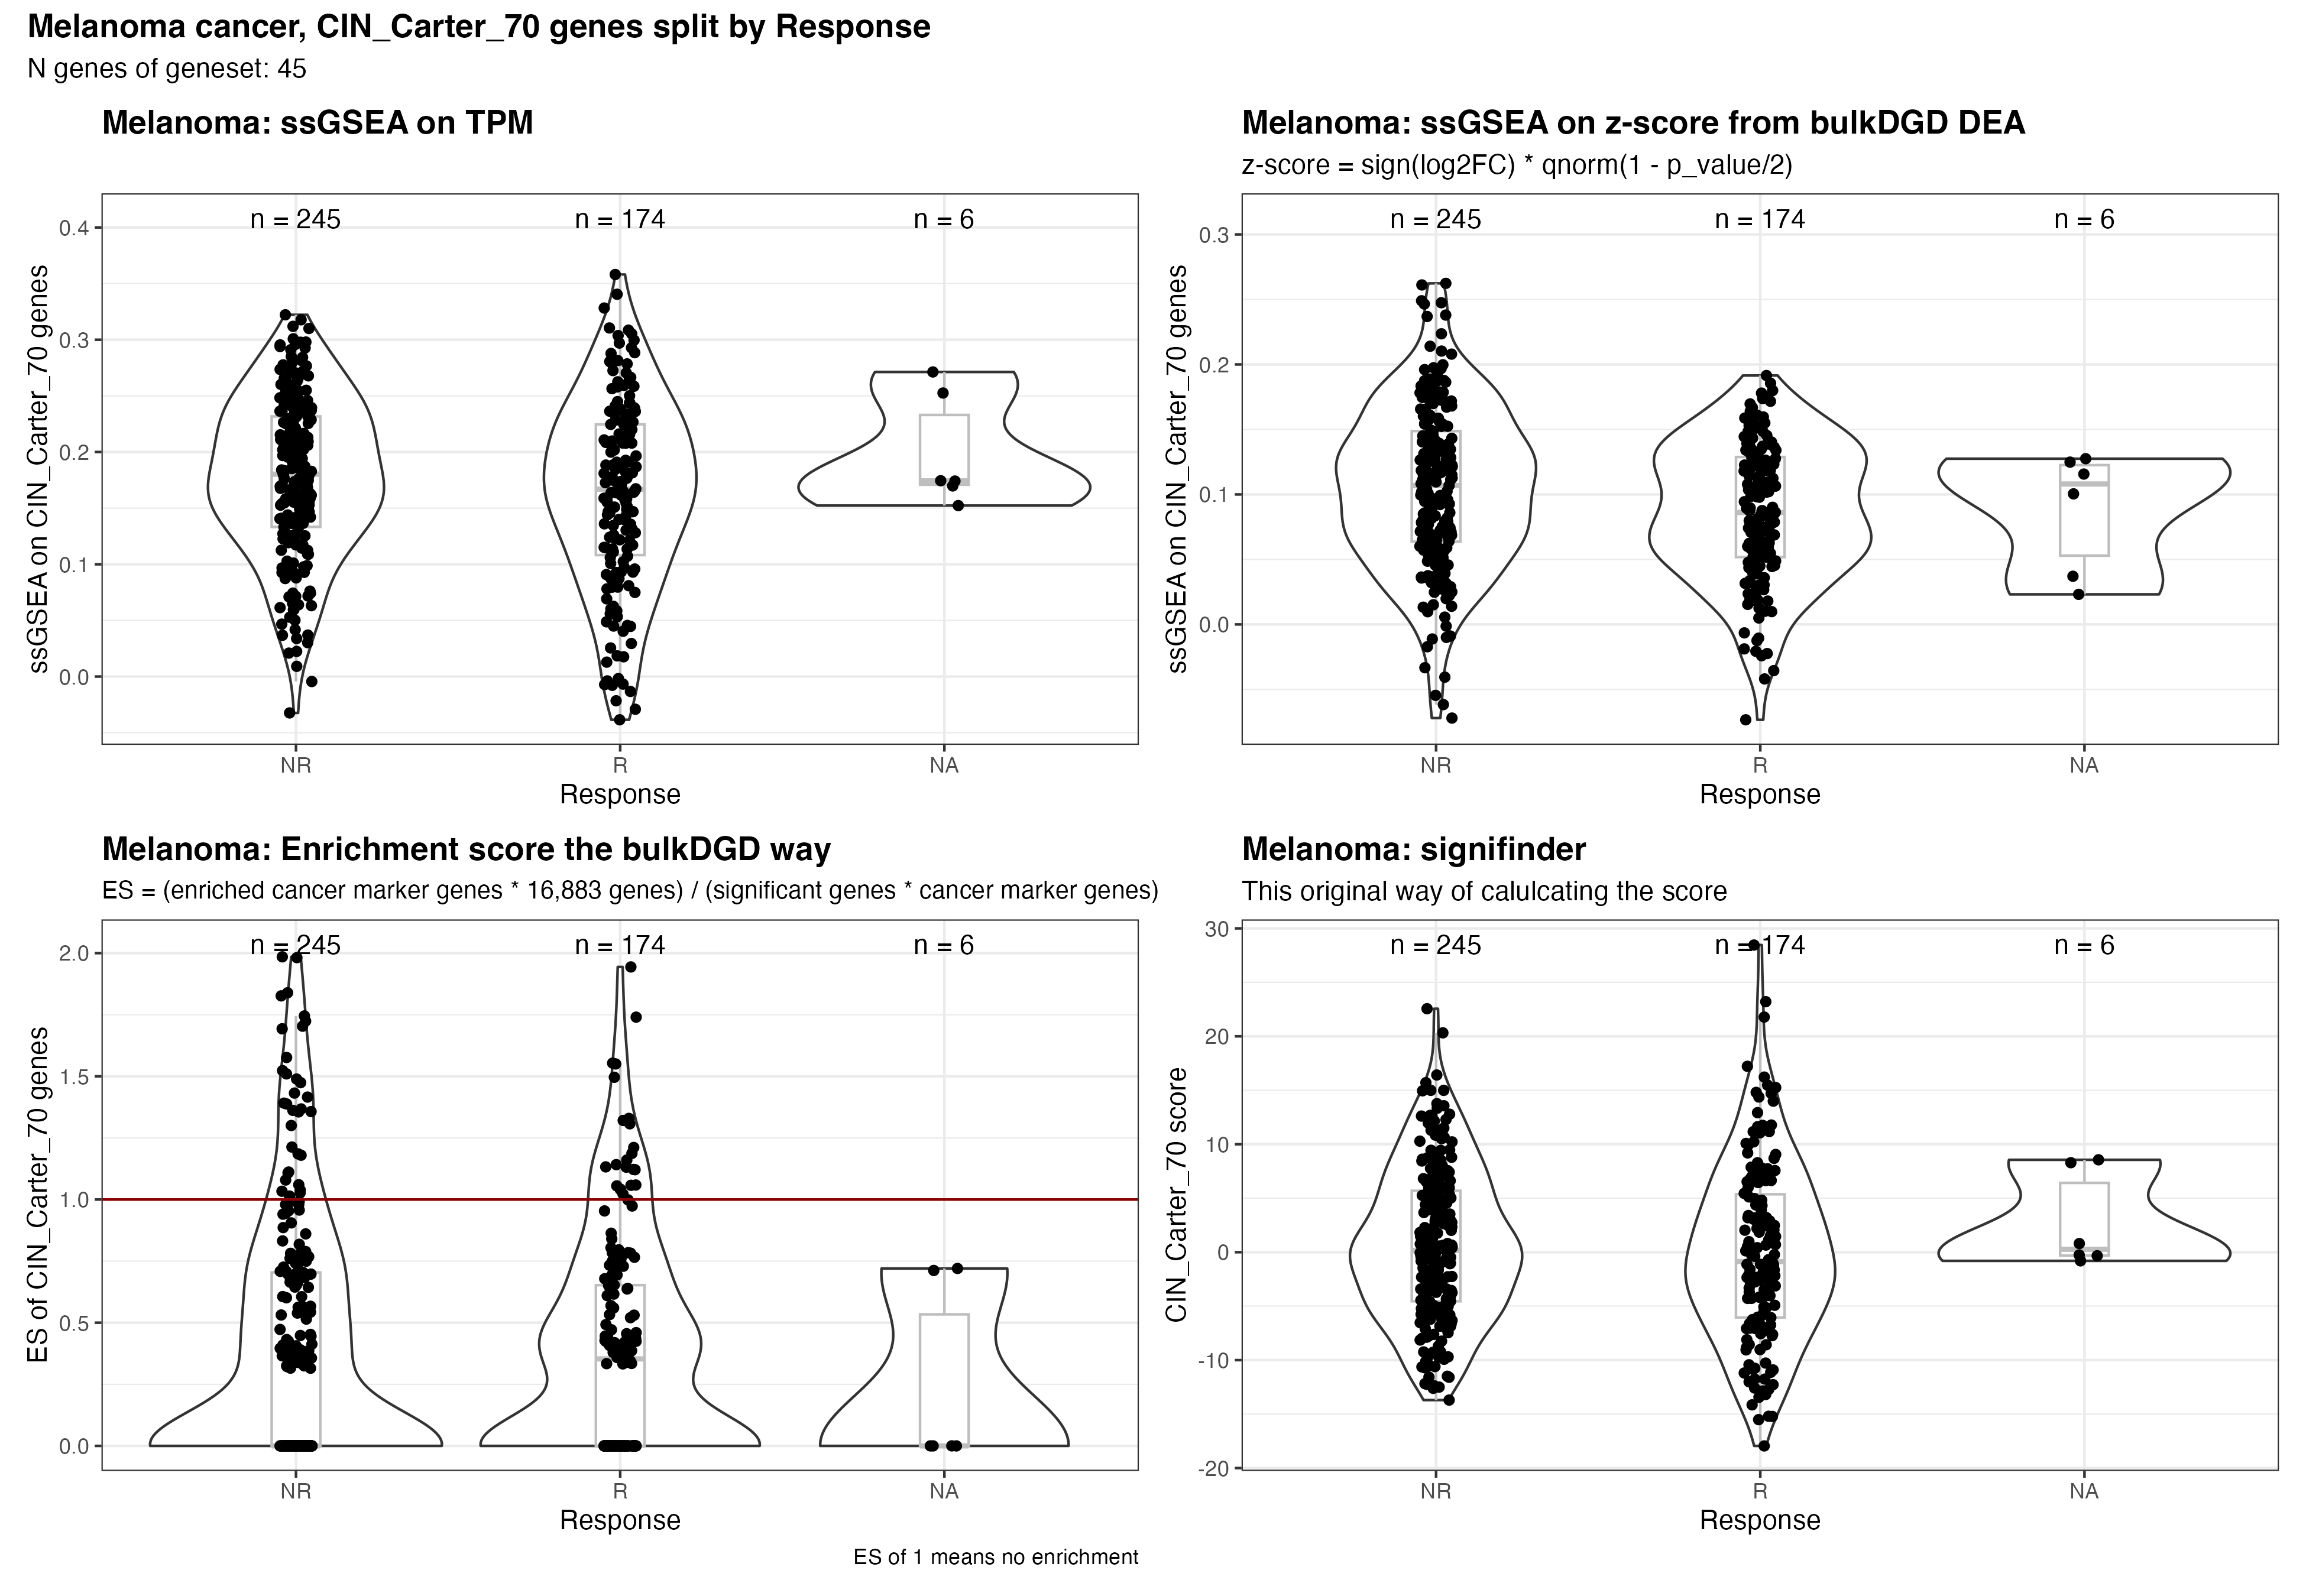 Melanoma cancer, CIN_Carter_70 genes split by Response
N genes of geneset: 45
Melanoma: ssGSEA on TPM
n = 245
n = 174
n = 6
0.4
0.3
0.2
0.1
0.0
ssGSEA on CIN_Carter_70 genes
NR
R
NA
Response
Melanoma: ssGSEA on z-score from bulkDGD DEA
z-score = sign(log2FC) * qnorm(1 - p_value/2)
n = 245
n = 174
n = 6
0.3
0.2
0.1
0.0
ssGSEA on CIN_Carter_70 genes
NR
R
NA
Response
Melanoma: Enrichment score the bulkDGD way
ES = (enriched cancer marker genes * 16,883 genes) / (significant genes * cancer marker genes)
n = 245
n = 174
n = 6
2.0
1.5
1.0
0.5
0.0
ES of CIN_Carter_70 genes
NR
R
NA
Response
ES of 1 means no enrichment
Melanoma: signifinder
This original way of calulcating the score
n = 245
n = 174
n = 6
30
20
10
0
-10
-20
CIN_Carter_70 score
NR
R
NA
Response